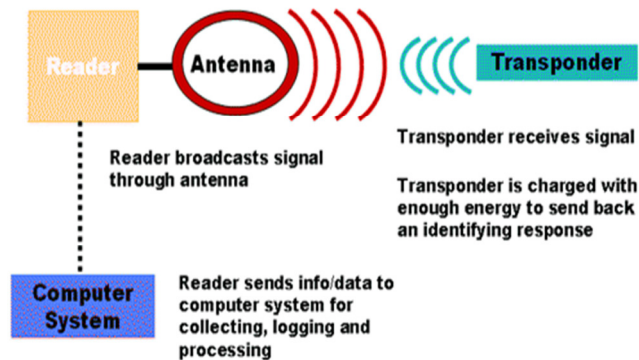 Reader
Antenna
Transponder
Reader broadcasts signal
through antenna
Transponder receives signal
Transponder is charged with
enough energy to send back
an identifying response
Computer
System
Reader sends info/data to
computer system for
collecting, logging and
processing